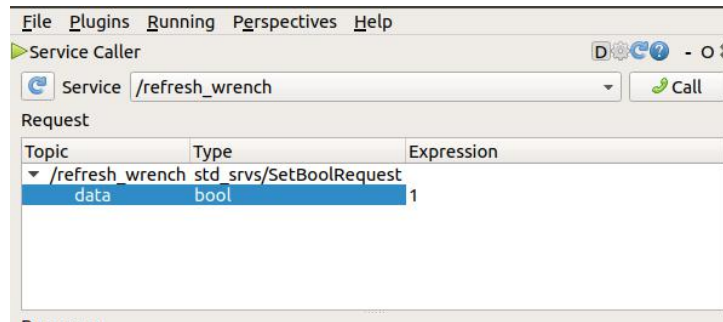 File Plugins Running Perspectives Help
Service Caller D - O
Service /refresh_wrench Call
Request
Topic Type Expression
/refresh_wrench std_srvs/SetBoolRequest
data bool 1